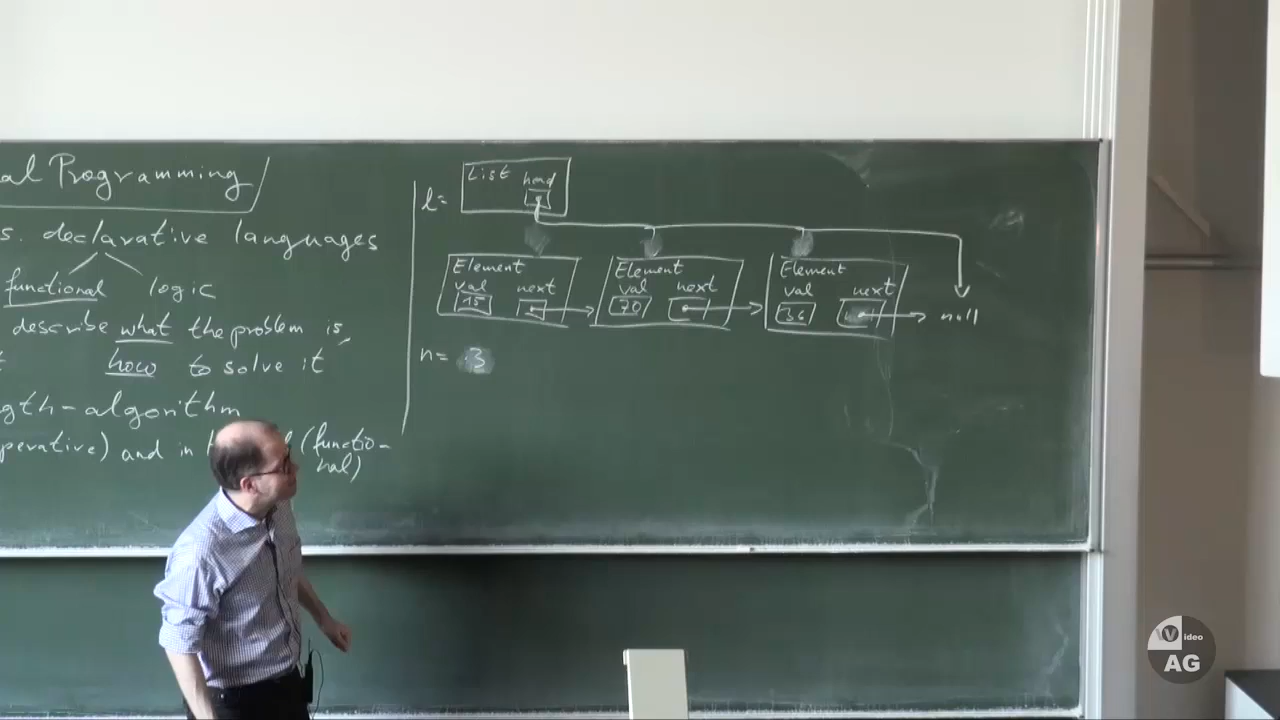 al Programming
s. declarative languages
functional logic
describe what the problem is,
how to solve it
gth-algorithm
perative) and in (functio-
nal)
l= List head
Element Element Element
val next val next val next
15 70 36 null
n= 3
Video
AG